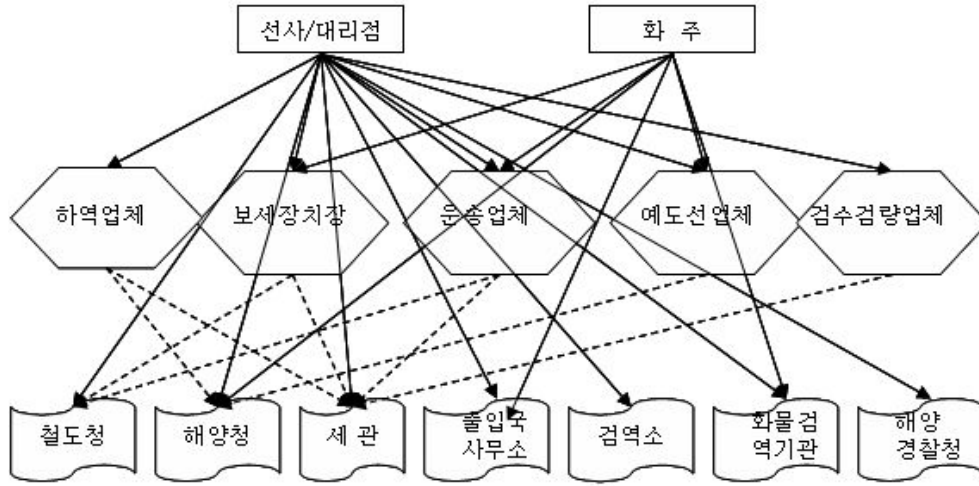 선사/대리점
화 주
하역업체
보세장치장
운송업체
예도선업체
검수검량업체
철도청
해양청
세 관
출입국
사무소
검역소
화물검
역기관
해양
경찰청